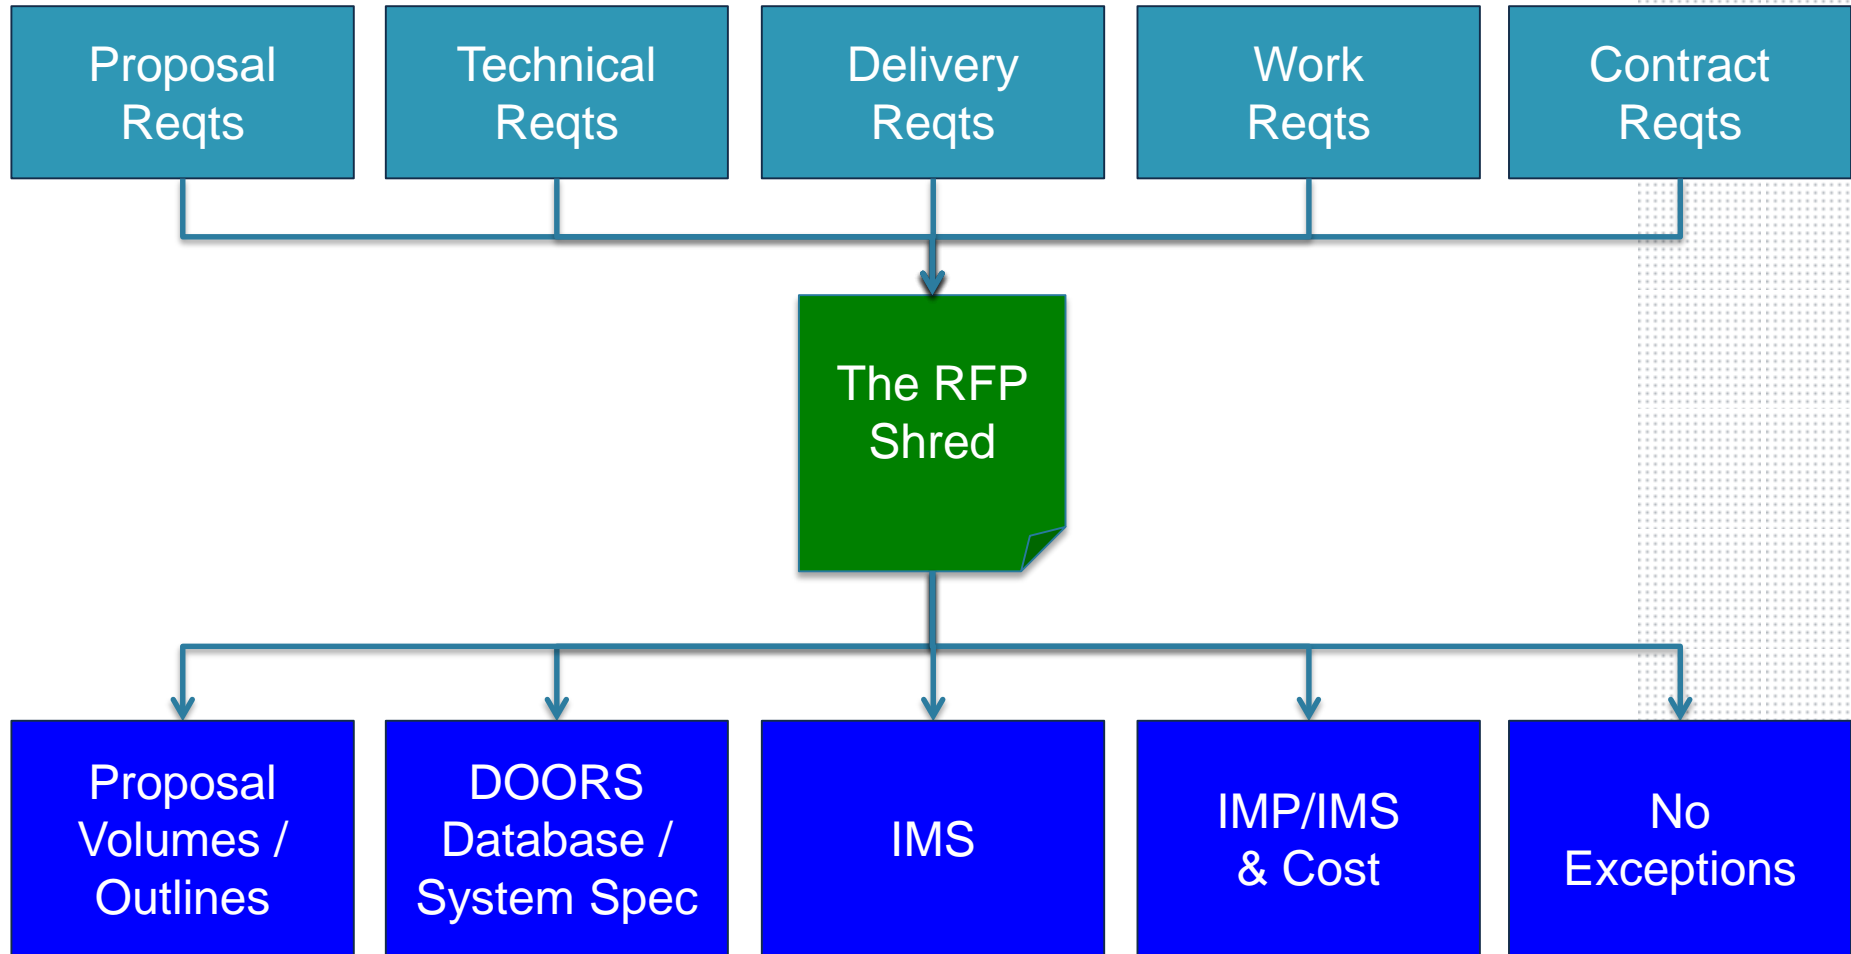 Proposal
Reqts
Technical
Reqts
Delivery
Reqts
Work
Reqts
Contract
Reqts
The RFP
Shred
Proposal
Volumes /
Outlines
DOORS
Database /
System Spec
IMS
IMP/IMS
& Cost
No
Exceptions